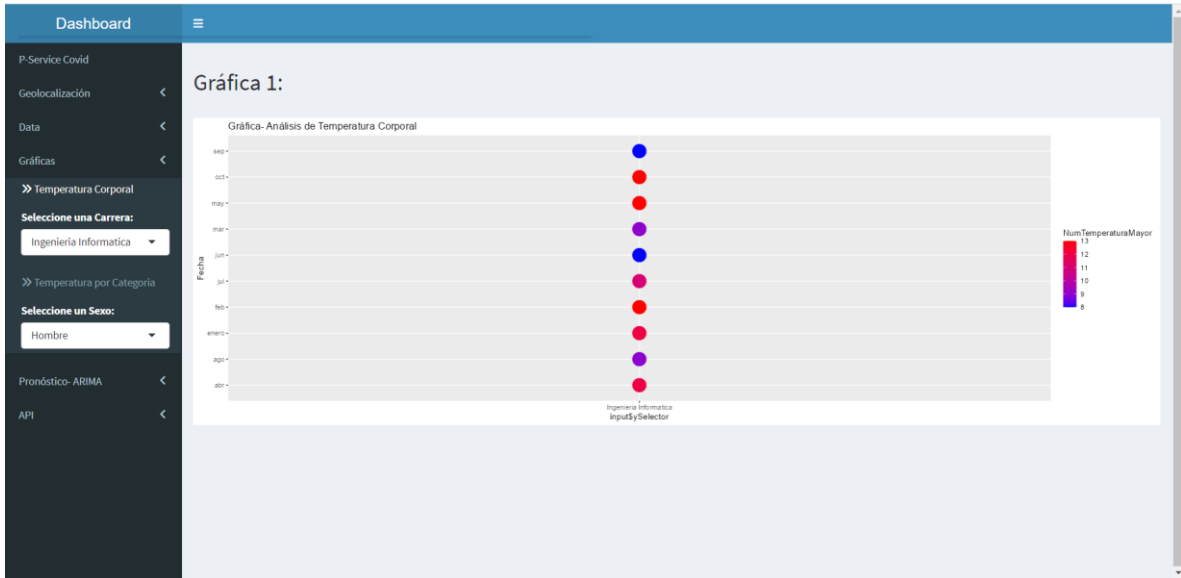 Dashboard
P-Service Covid
Geolocalización
Data
Gráficas
Temperatura Corporal
Seleccione una Carrera:
Ingenieria Informatica
Temperatura por Categoria
Seleccione un Sexo:
Hombre
Pronóstico- ARIMA
API
Gráfica 1:
Gráfica- Análisis de Temperatura Corporal
Fecha
sep
oct
may
mar
jun
jul
feb
enero
ago
abr
Ingenieria Informatica
input$ySelector
NumTemperaturaMayor
13
12
11
10
9
8